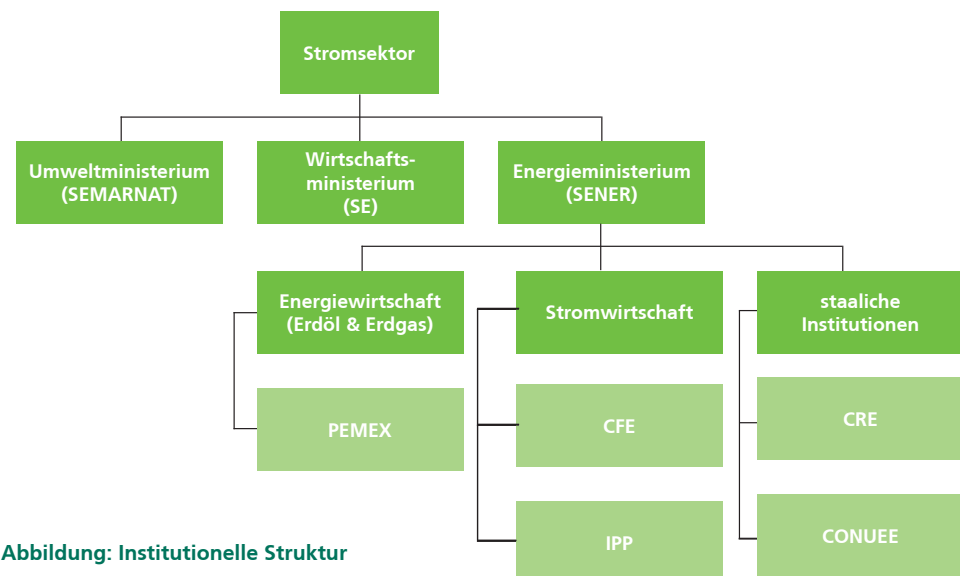 Stromsektor
Umweltministerium
(SEMARNAT)
Wirtschafts-
ministerium
(SE)
Energieministerium
(SENER)
Energiewirtschaft
(Erdöl & Erdgas)
Stromwirtschaft
staaliche
Institutionen
PEMEX
CFE
CRE
IPP
CONUEE
Abbildung: Institutionelle Struktur